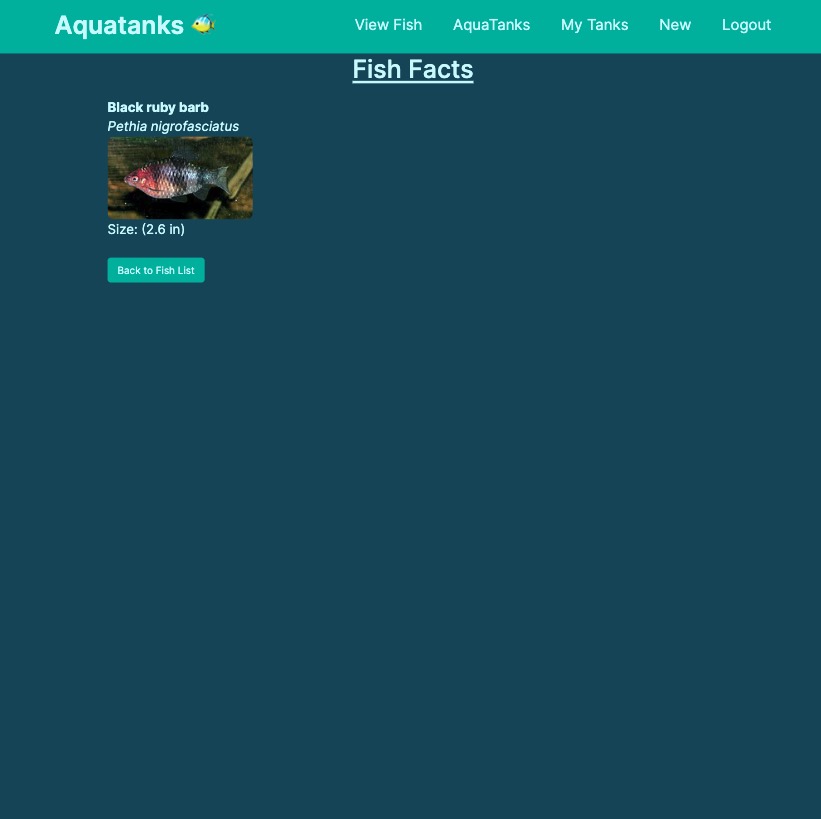 Aquatanks 🐠 View Fish AquaTanks My Tanks New Logout
Fish Facts
Black ruby barb
Pethia nigrofasciatus
Size: (2.6 in)
Back to Fish List